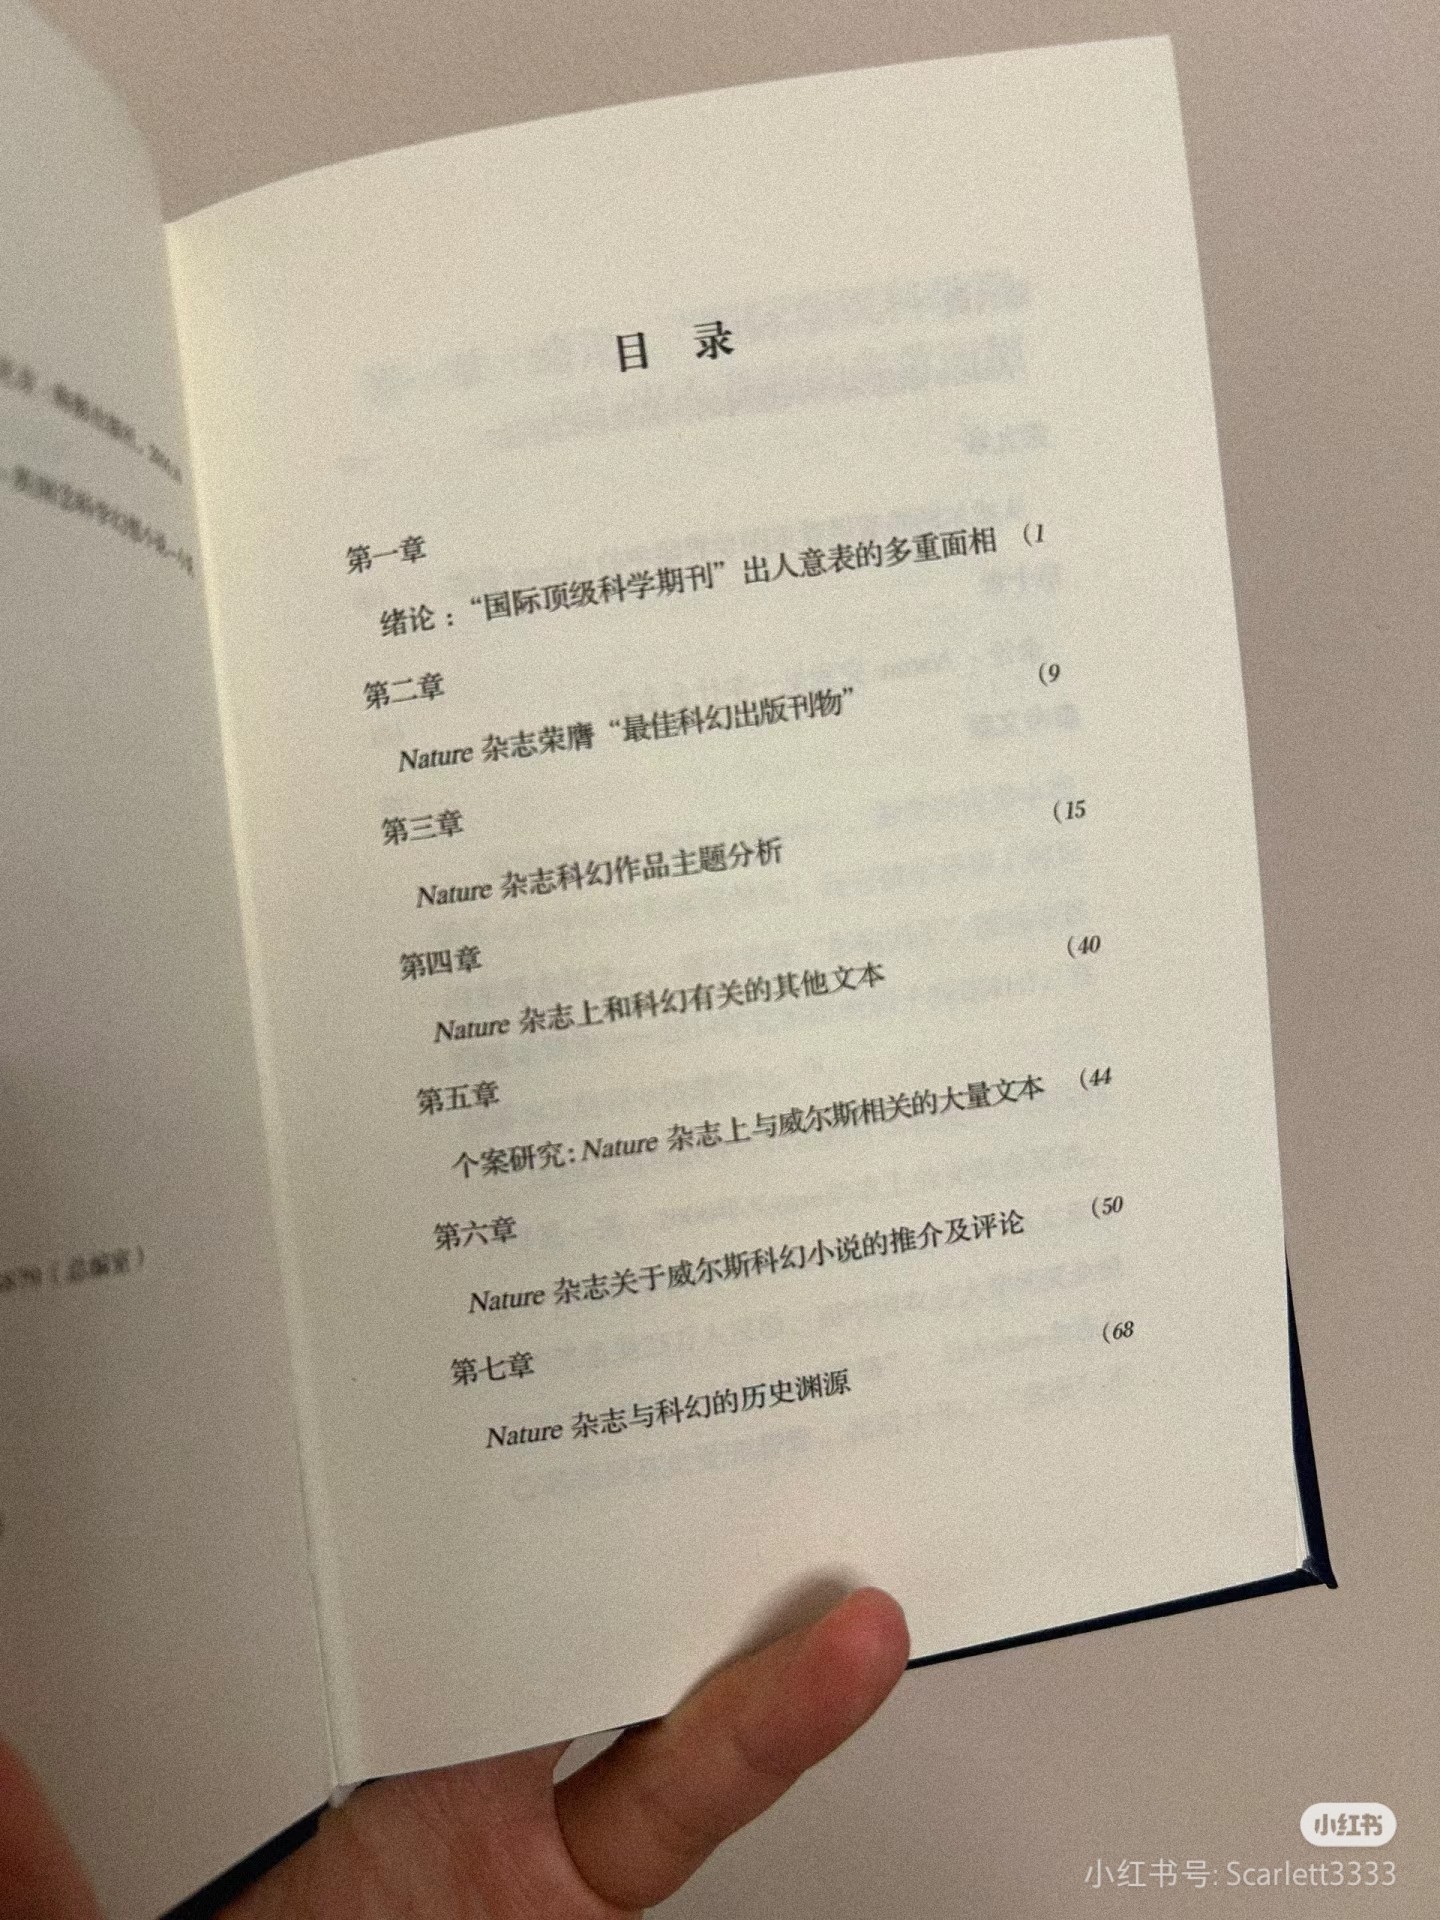 目 录
第一章
绪论：“国际顶级科学期刊”出人意表的多重面相 (1
第二章
Nature 杂志荣膺“最佳科幻出版刊物” (9
第三章
Nature 杂志科幻作品主题分析 (15
第四章
Nature 杂志上和科幻有关的其他文本 (40
第五章
个案研究：Nature 杂志上与威尔斯相关的大量文本 (44
第六章
Nature 杂志关于威尔斯科幻小说的推介及评论 (50
第七章
Nature 杂志与科幻的历史渊源 (68
（总编室）
小红书
小红书号: Scarlett3333